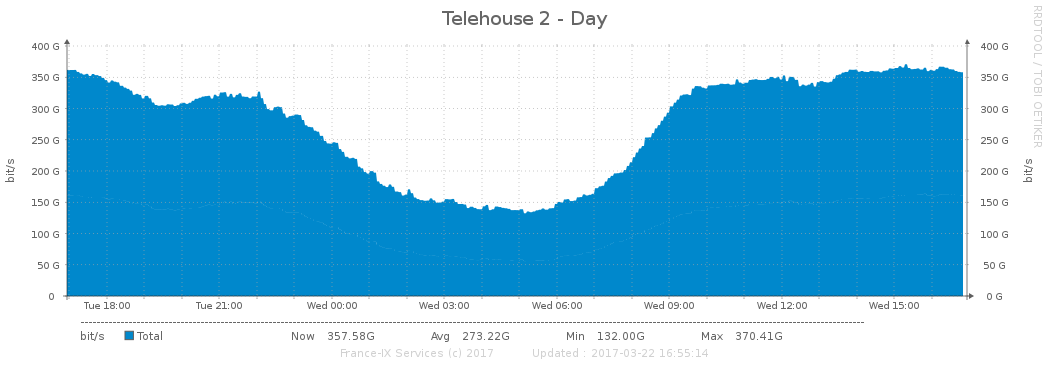 Telehouse 2 - Day
RRDTOOL / TOBI OETIKER
bit/s
400 G
350 G
300 G
250 G
200 G
150 G
100 G
50 G
0
400 G
350 G
300 G
250 G
200 G
150 G
100 G
50 G
0 G
bit/s
Tue 18:00 Tue 21:00 Wed 00:00 Wed 03:00 Wed 06:00 Wed 09:00 Wed 12:00 Wed 15:00
bit/s Total Now 357.58G Avg 273.22G Min 132.00G Max 370.41G
France-IX Services (c) 2017 Updated : 2017-03-22 16:55:14